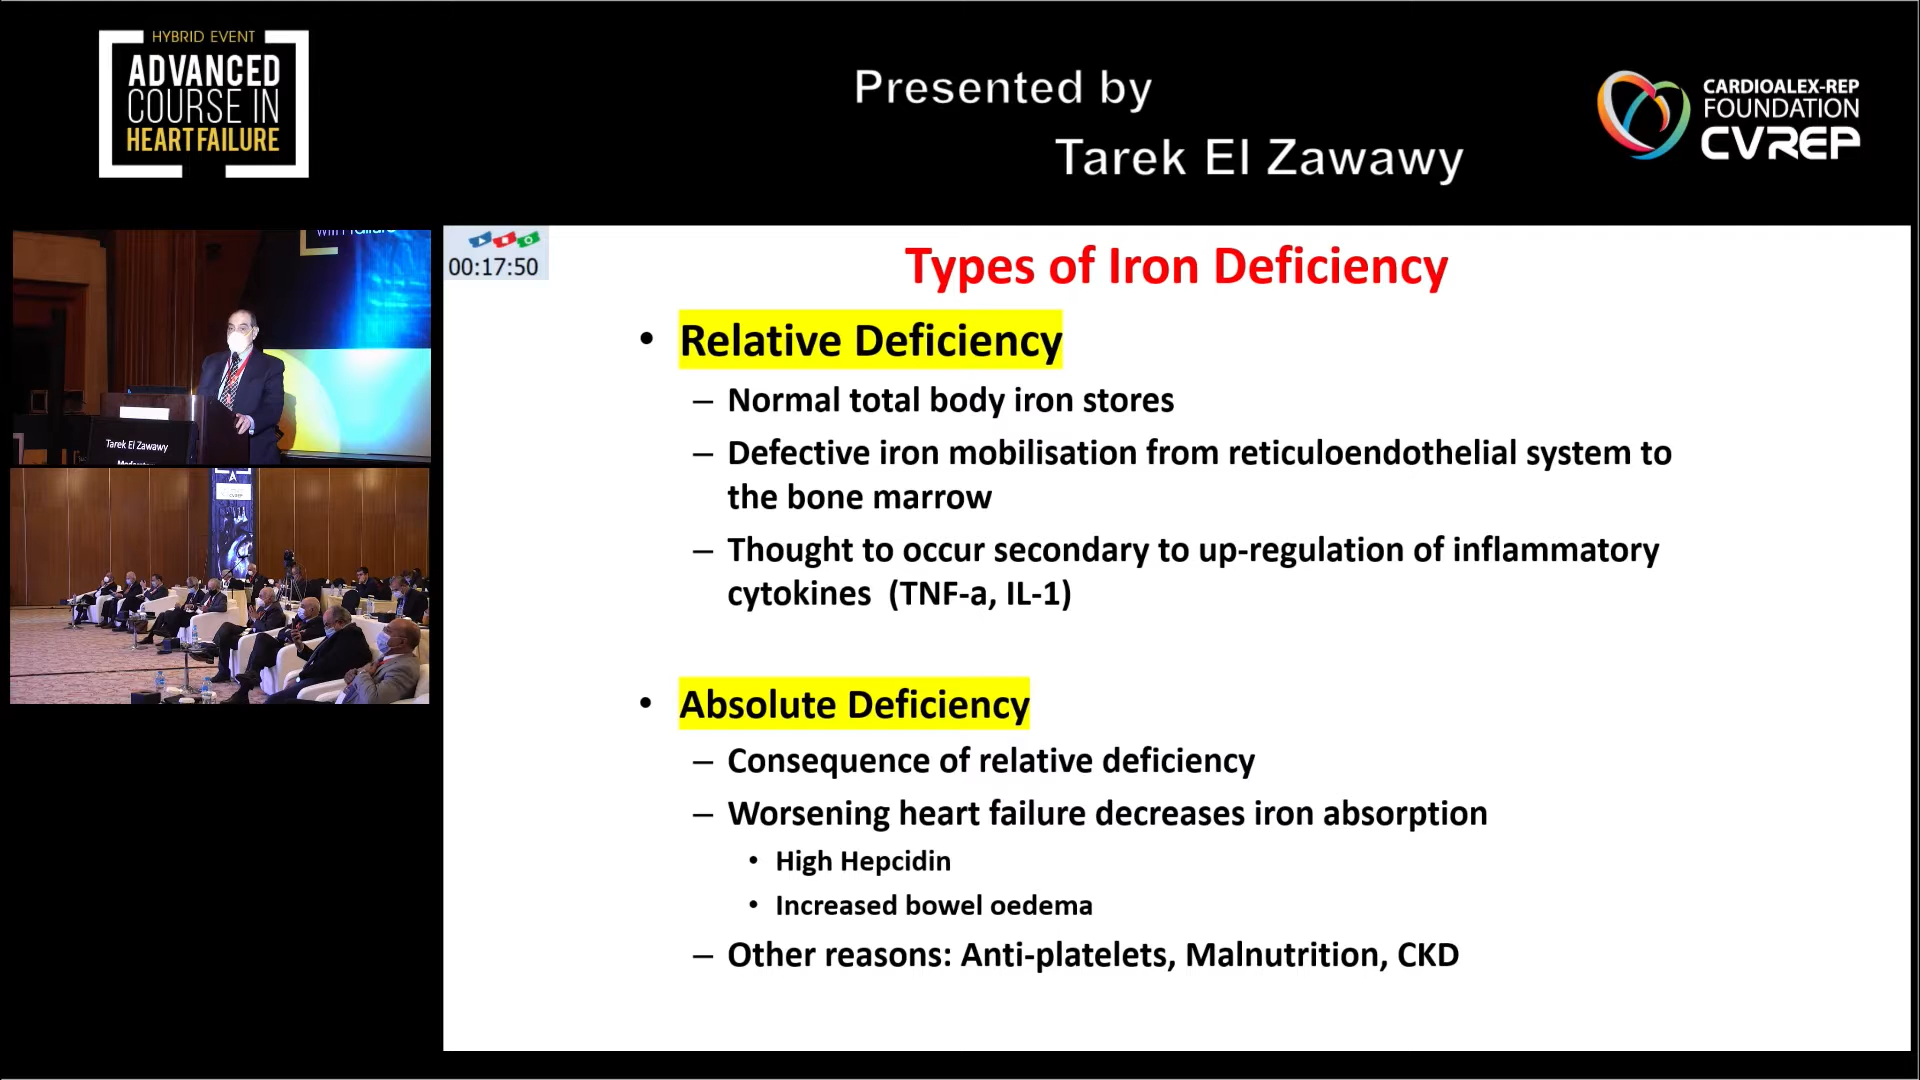 HYBRID EVENT
ADVANCED
COURSE IN
HEART FAILURE
Presented by
Tarek El Zawawy
CARDIOALEX-REP
FOUNDATION
CVREP
00:17:50
Types of Iron Deficiency
• Relative Deficiency
– Normal total body iron stores
– Defective iron mobilisation from reticuloendothelial system to
the bone marrow
– Thought to occur secondary to up-regulation of inflammatory
cytokines (TNF-a, IL-1)
• Absolute Deficiency
– Consequence of relative deficiency
– Worsening heart failure decreases iron absorption
• High Hepcidin
• Increased bowel oedema
– Other reasons: Anti-platelets, Malnutrition, CKD
Tarek El Zawawy
CVREP